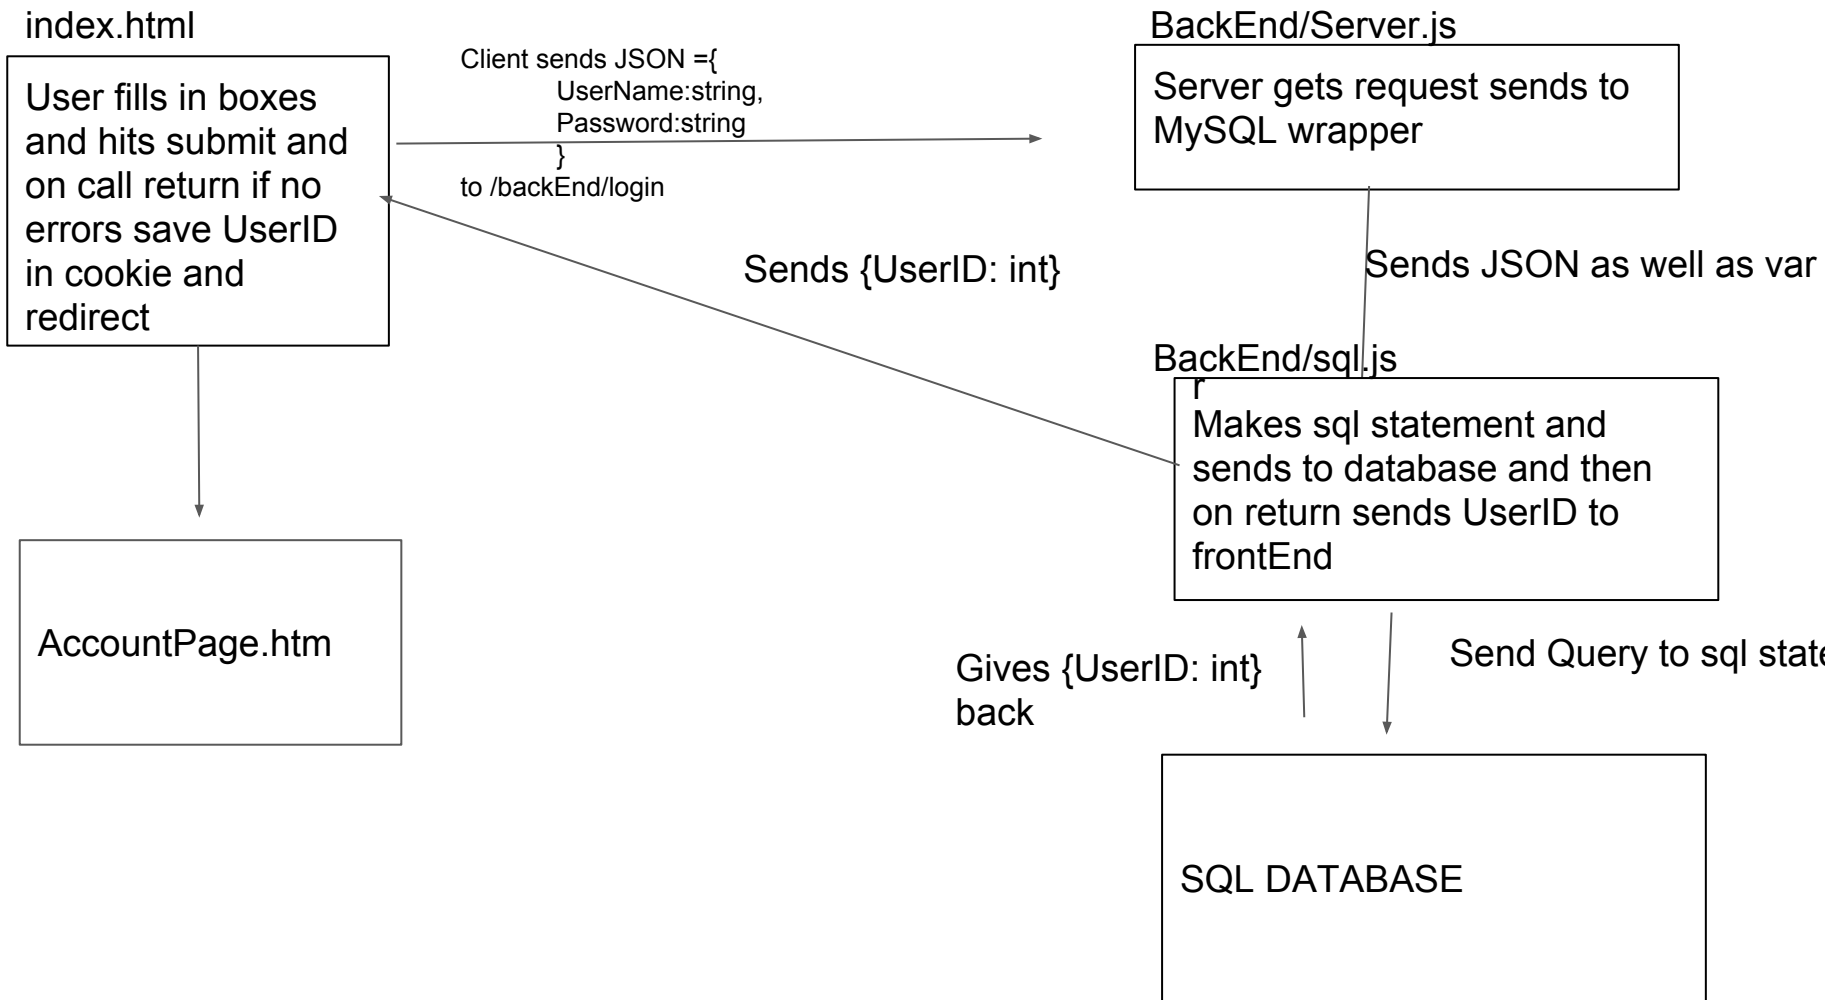 index.html
User fills in boxes
and hits submit and
on call return if no
errors save UserID
in cookie and
redirect
Client sends JSON ={
UserName:string,
Password:string
}
to /backEnd/login
BackEnd/Server.js
Server gets request sends to
MySQL wrapper
Sends {UserID: int}
Sends JSON as well as var
BackEnd/sql.js
r
Makes sql statement and
sends to database and then
on return sends UserID to
frontEnd
AccountPage.htm
Gives {UserID: int}
back
Send Query to sql state
SQL DATABASE